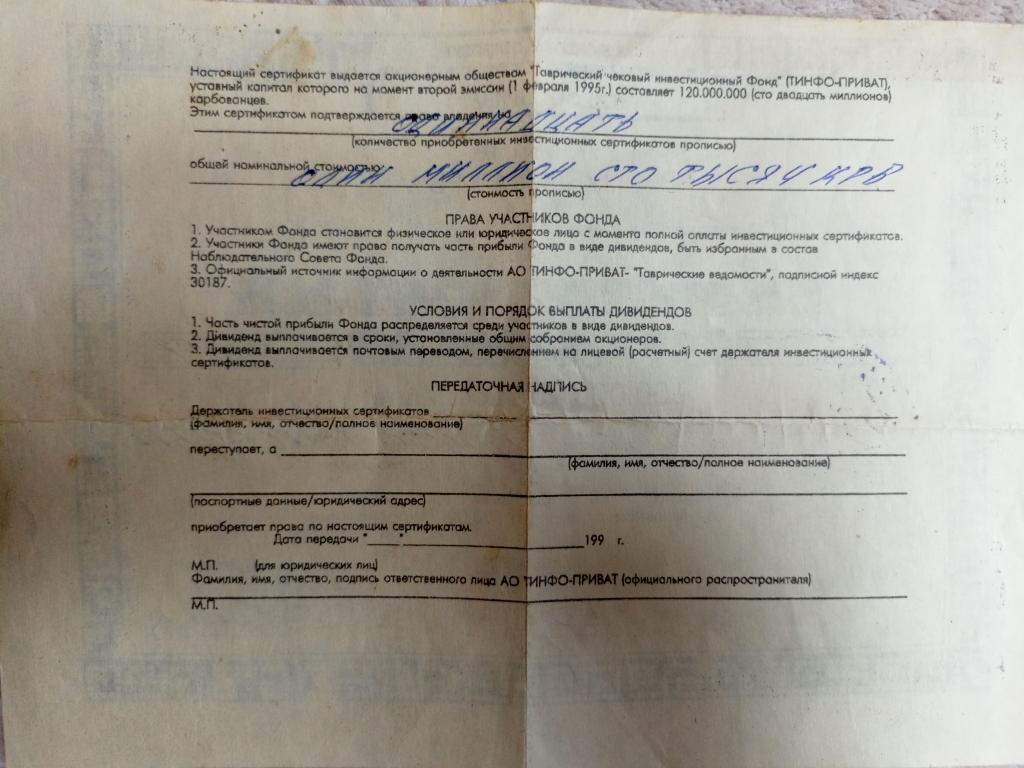 Настоящий сертификат выдается акционерным обществом "Таврический чековый инвестиционный Фонд" (ТИНФО-ПРИВАТ),
уставный капитал которого на момент второй эмиссии (1 февраля 1995г.) составляет 120.000.000 (сто двадцать миллионов)
карбованцев.
Этим сертификатом подтверждается право владения на
одиннадцать
(количество приобретенных инвестиционных сертификатов прописью)
общей номинальной стоимостью один миллион сто тысяч крб
(стоимость прописью)
ПРАВА УЧАСТНИКОВ ФОНДА
1. Участником Фонда становится физическое или юридическое лицо с момента полной оплаты инвестиционных сертификатов.
2. Участники Фонда имеют право получать часть прибыли Фонда в виде дивидендов, быть избранным в состав
Наблюдательного Совета Фонда.
3. Официальный источник информации о деятельности АО ТИНФО-ПРИВАТ- "Таврические ведомости", подписной индекс
30187.
УСЛОВИЯ И ПОРЯДОК ВЫПЛАТЫ ДИВИДЕНДОВ
1. Часть чистой прибыли Фонда распределяется среди участников в виде дивидендов.
2. Дивиденд выплачивается в сроки, установленные общим собранием акционеров.
3. Дивиденд выплачивается почтовым переводом, перечислением на лицевой (расчетный) счет держателя инвестиционных
сертификатов.
ПЕРЕДАТОЧНАЯ НАДПИСЬ
Держатель инвестиционных сертификатов
(фамилия, имя, отчество/полное наименование)
переступает, а
(фамилия, имя, отчество/полное наименование)
(паспортные данные/юридический адрес)
приобретает права по настоящим сертификатам.
Дата передачи "____"____199 г.
М.П. (для юридических лиц)
Фамилия, имя, отчество, подпись ответственного лица АО ТИНФО-ПРИВАТ (официального распространителя)
М.П.